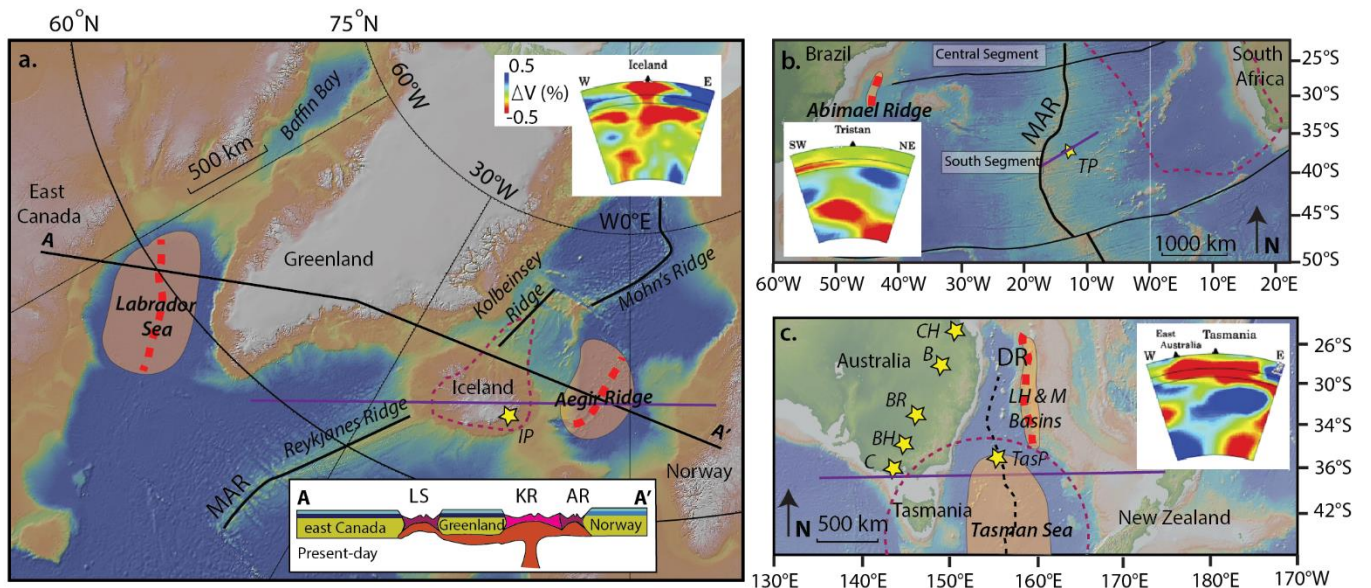 60°N
75°N
a.
60°W
30°W
W0°E
Baffin Bay
500 km
0.5
ΔV (%)
-0.5
Iceland
W
E
East
Canada
A
Labrador
Sea
Greenland
Kolbeinsey
Ridge
Mohn's Ridge
Iceland
IP
Aegir Ridge
Reykjanes Ridge
MAR
A'
Norway
A
LS
KR
AR
A'
east Canada
Greenland
Norway
Present-day
b.
Brazil
Central Segment
South
Africa
Abimael Ridge
MAR
South Segment
TP
Tristan
SW
NE
1000 km
N
25°S
30°S
35°S
40°S
45°S
50°S
60°W
50°W
40°W
30°W
20°W
10°W
W0°E
10°E
20°E
c.
CH
Australia
B
DR
BR
LH & M
Basins
BH
C
TasP
Tasmania
Tasman Sea
New Zealand
N
500 km
East
Australia
Tasmania
W
E
26°S
30°S
34°S
36°S
42°S
130°E
140°E
150°E
160°E
170°E
180°E
170°W